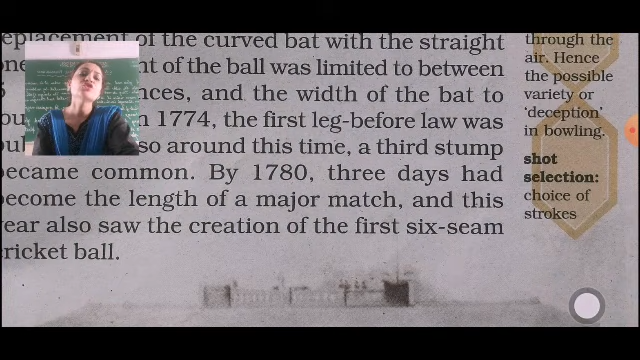 eplacement of the curved bat with the straight
one
nt of the ball was limited to between
nces, and the width of the bat to
n 1774, the first leg-before law was
so around this time, a third stump
ecame common. By 1780, three days had
ecome the length of a major match, and this
ear also saw the creation of the first six-seam
ricket ball.
through the
air. Hence
the possible
variety or
‘deception’
in bowling.
shot
selection:
choice of
strokes